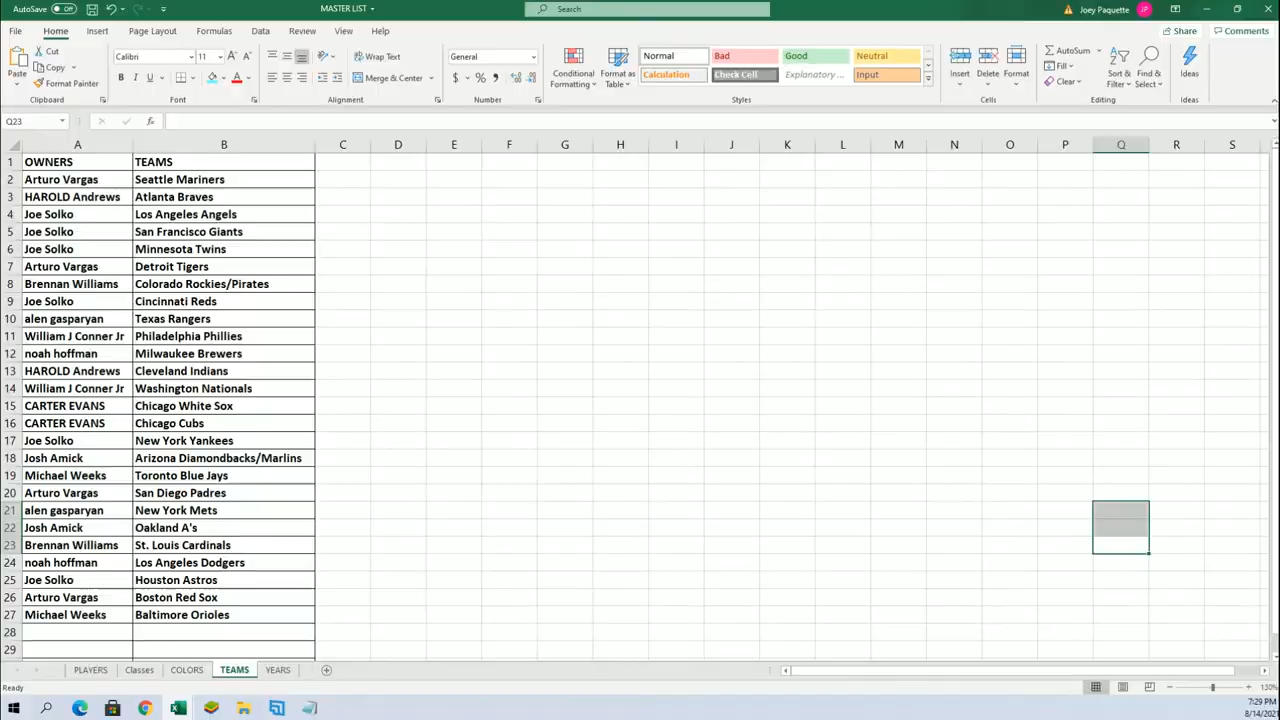 AutoSave Off MASTER LIST Search Joey Paquette JP
File Home Insert Page Layout Formulas Data Review View Help Share Comments
Paste Cut Copy Format Painter Clipboard
Calibri 11 B I U A Font
Wrap Text Merge & Center Alignment
General $ % Number
Conditional Formatting Format as Table
Normal Bad Good Neutral
Calculation Check Cell Explanatory ... Input
Styles
Insert Delete Format Cells
AutoSum Fill Clear Sort & Filter Find & Select Editing
Ideas Ideas
Q23 fx
A B C D E F G H I J K L M N O P Q R S
1 OWNERS TEAMS
2 Arturo Vargas Seattle Mariners
3 HAROLD Andrews Atlanta Braves
4 Joe Solko Los Angeles Angels
5 Joe Solko San Francisco Giants
6 Joe Solko Minnesota Twins
7 Arturo Vargas Detroit Tigers
8 Brennan Williams Colorado Rockies/Pirates
9 Joe Solko Cincinnati Reds
10 alen gasparyan Texas Rangers
11 William J Conner Jr Philadelphia Phillies
12 noah hoffman Milwaukee Brewers
13 HAROLD Andrews Cleveland Indians
14 William J Conner Jr Washington Nationals
15 CARTER EVANS Chicago White Sox
16 CARTER EVANS Chicago Cubs
17 Joe Solko New York Yankees
18 Josh Amick Arizona Diamondbacks/Marlins
19 Michael Weeks Toronto Blue Jays
20 Arturo Vargas San Diego Padres
21 alen gasparyan New York Mets
22 Josh Amick Oakland A's
23 Brennan Williams St. Louis Cardinals
24 noah hoffman Los Angeles Dodgers
25 Joe Solko Houston Astros
26 Arturo Vargas Boston Red Sox
27 Michael Weeks Baltimore Orioles
28
29
PLAYERS Classes COLORS TEAMS YEARS
Ready 130%
7:29 PM
8/14/2021